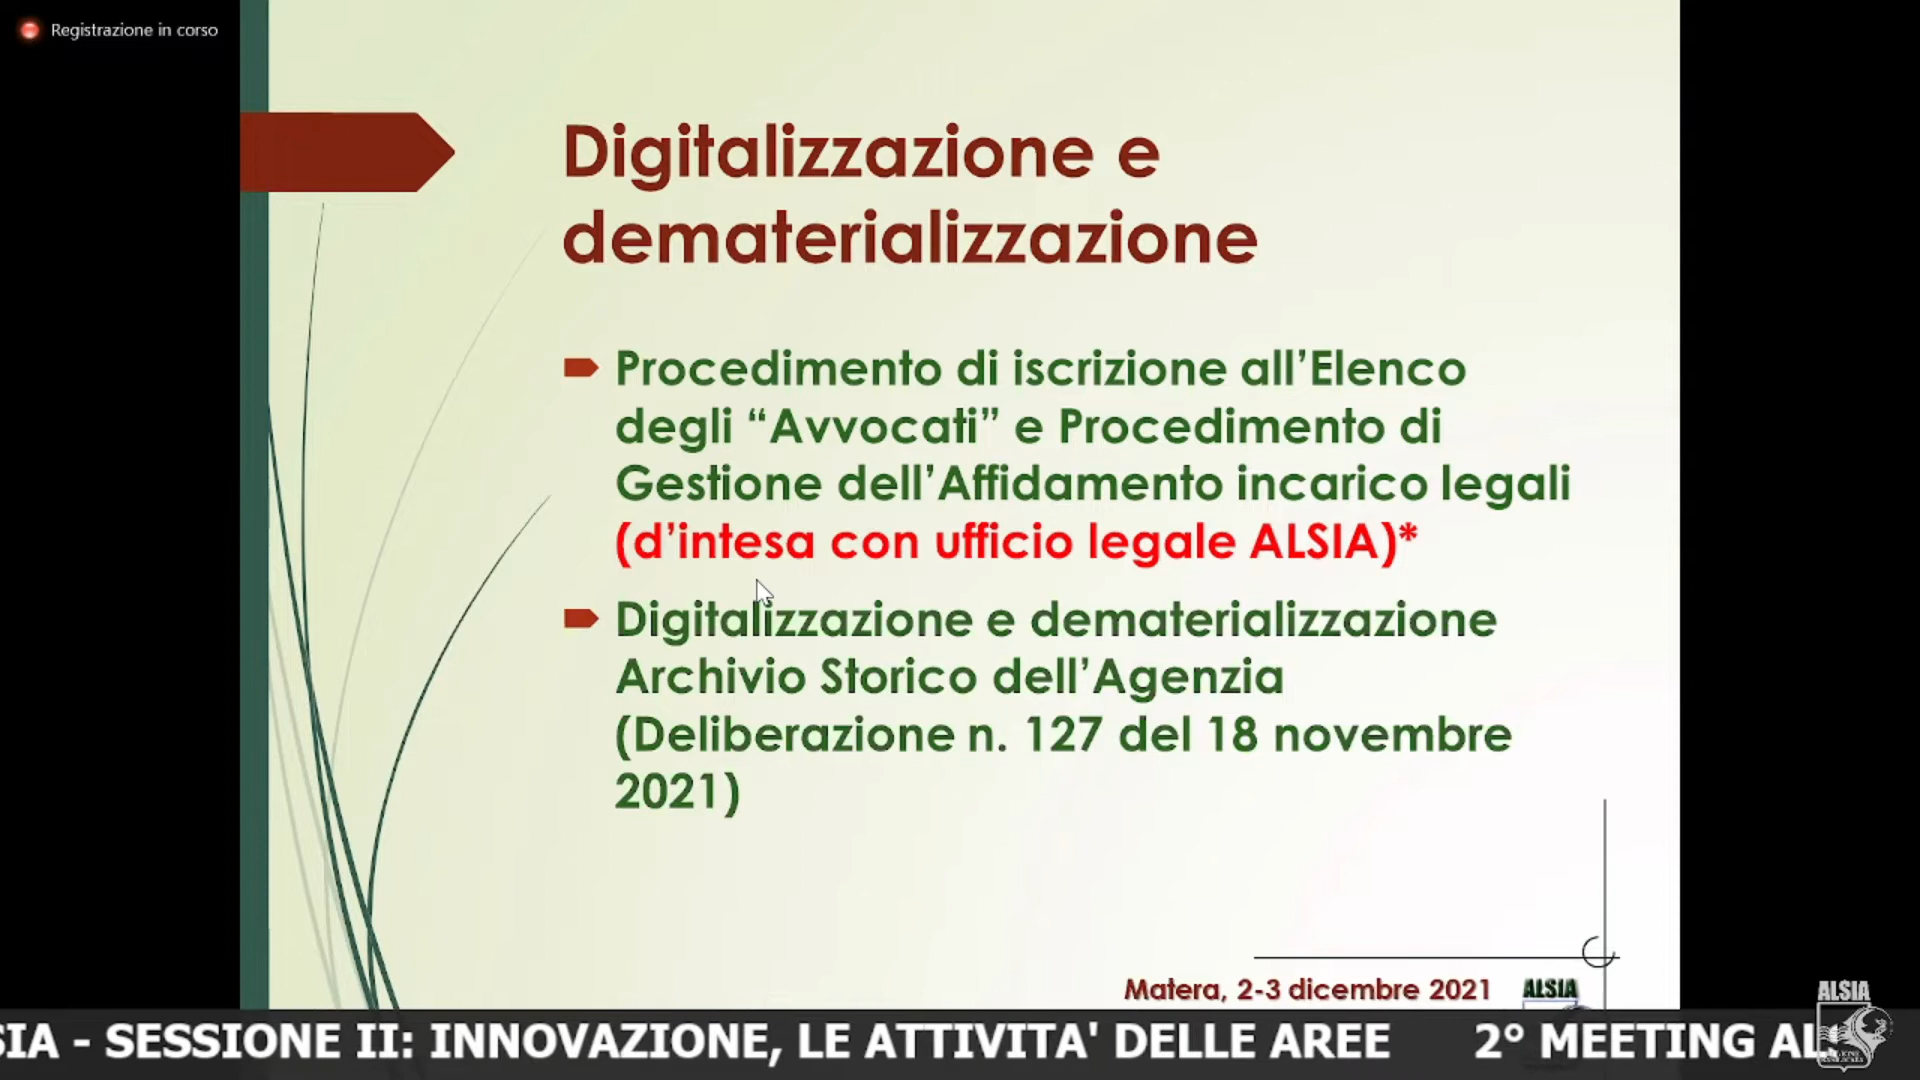 Registrazione in corso
Digitalizzazione e
dematerializzazione
Procedimento di iscrizione all’Elenco
degli “Avvocati” e Procedimento di
Gestione dell’Affidamento incarico legali
(d’intesa con ufficio legale ALSIA)*
Digitalizzazione e dematerializzazione
Archivio Storico dell’Agenzia
(Deliberazione n. 127 del 18 novembre
2021)
Matera, 2-3 dicembre 2021
ALSIA
ALSIA
SIA - SESSIONE II: INNOVAZIONE, LE ATTIVITA' DELLE AREE 2° MEETING AL